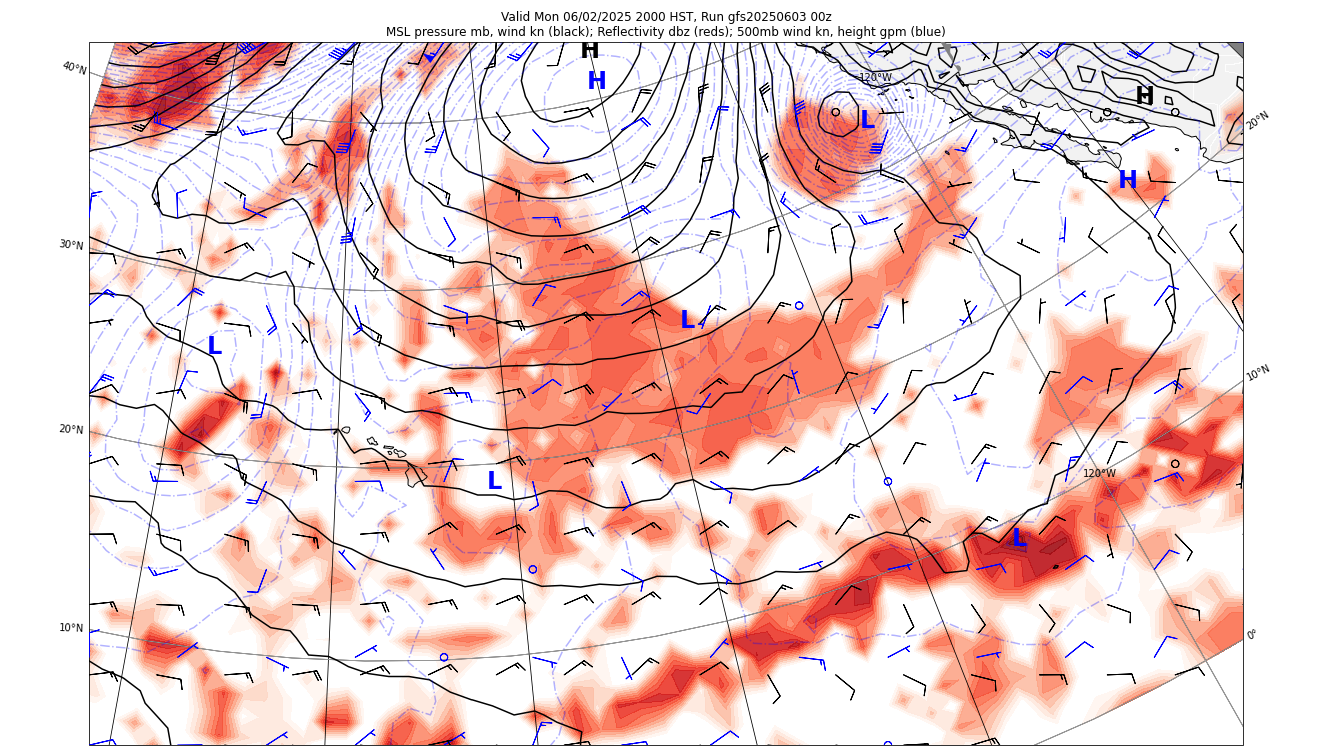 Valid Mon 06/02/2025 2000 HST, Run gfs20250603 00z
MSL pressure mb, wind kn (black); Reflectivity dbz (reds); 500mb wind kn, height gpm (blue)
H
H
40°N
120°W
H
L
20°N
H
30°N
L
L
10°N
20°N
120°W
L
L
10°N
0°